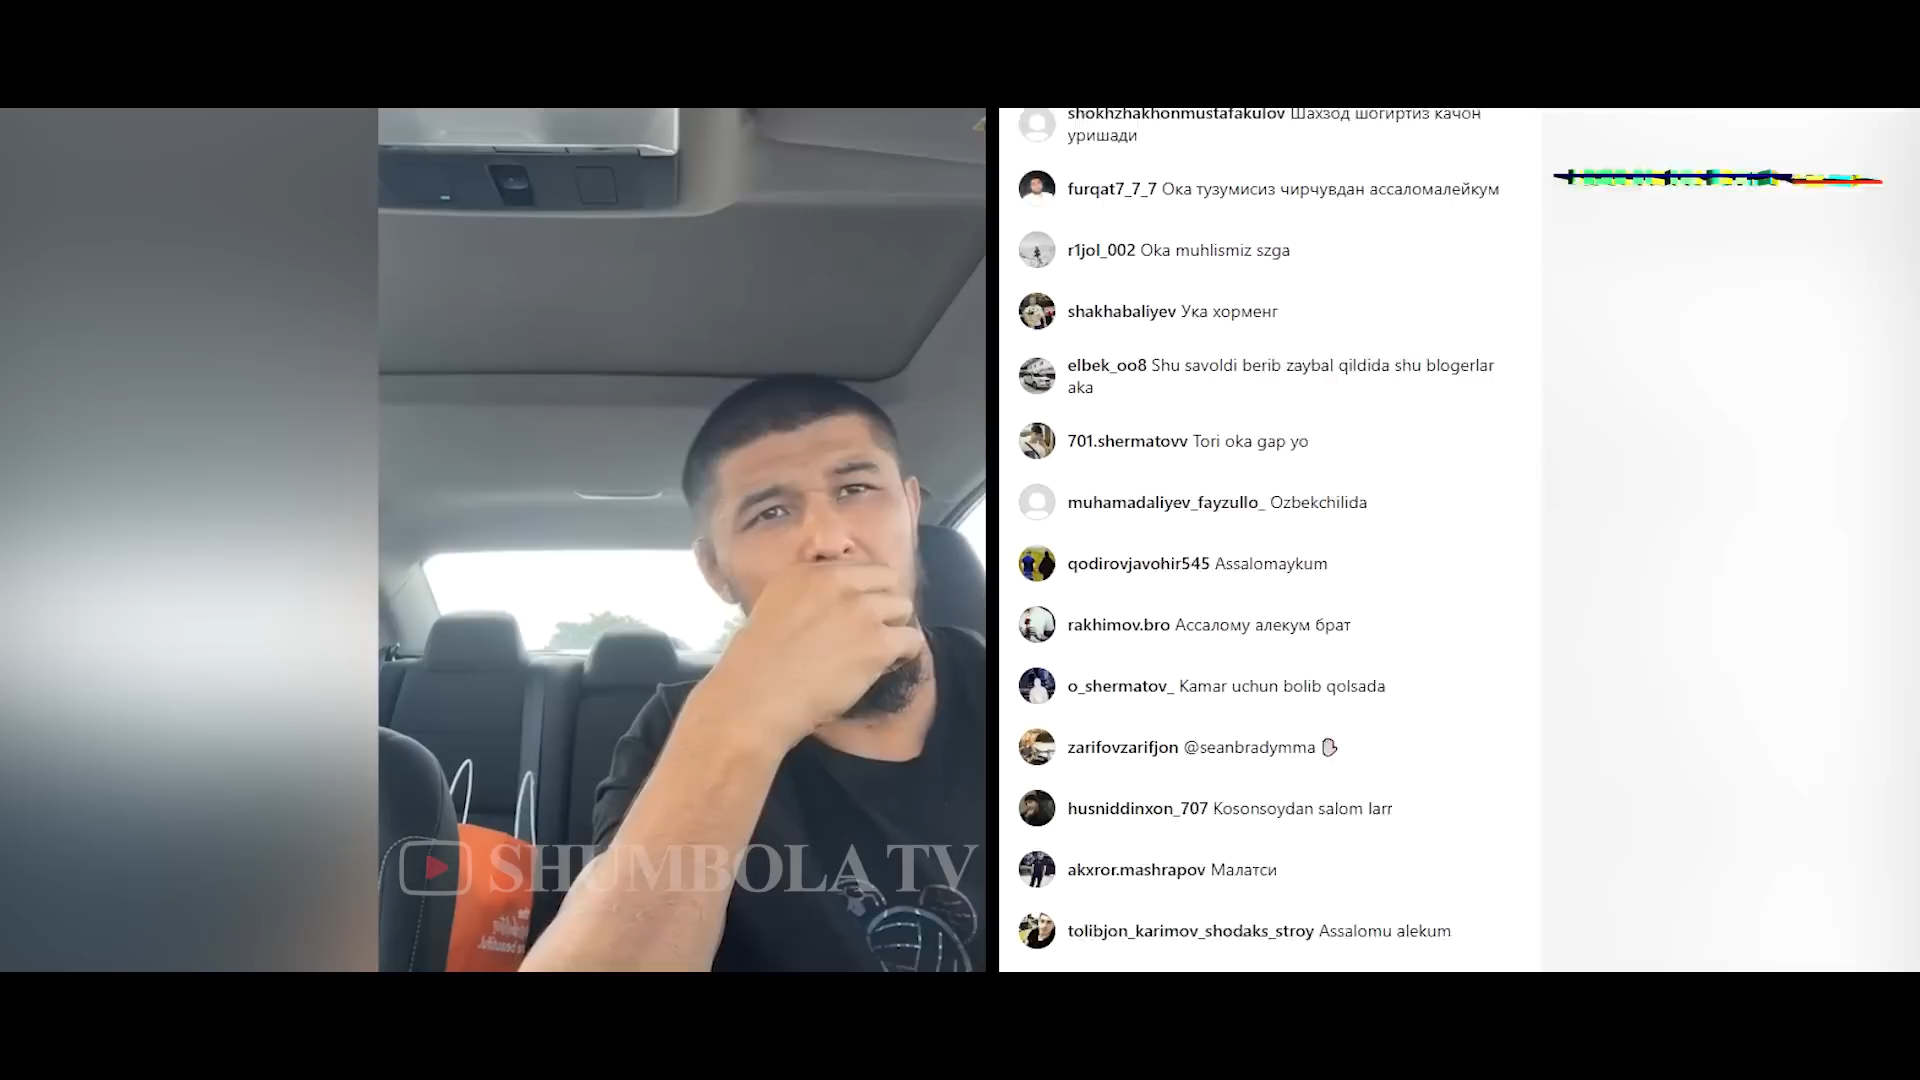 shokhzhakhonmustafakulov Шахзод шогиртиз качон
уришади
furqat7_7_7 Ока тузумисиз чирчувдан ассаломалейкум
r1jol_002 Oka muhlismiz szga
shakhabaliyev Ука хорменг
elbek_oo8 Shu savoldi berib zaybal qildida shu blogerlar
aka
701.shermatovv Tori oka gap yo
muhamadaliyev_fayzullo_ Ozbekchilida
qodirovjavohir545 Assalomaykum
rakhimov.bro Ассалому алекум брат
o_shermatov_ Kamar uchun bolib qolsada
zarifovzarifjon @seanbradymma
husniddinxon_707 Kosonsoydan salom larr
akxror.mashrapov Малатси
tolibjon_karimov_shodaks_stroy Assalomu alekum
SHUMBOLA TV